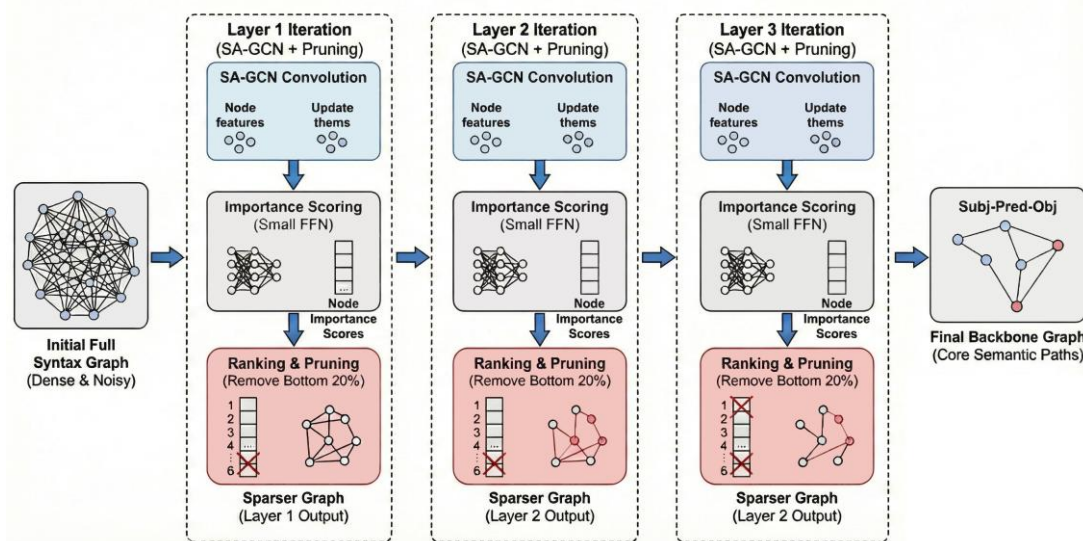 Initial Full
Syntax Graph
(Dense & Noisy)
Layer 1 Iteration
(SA-GCN + Pruning)
SA-GCN Convolution
Node
features
Update
thems
Importance Scoring
(Small FFN)
...
Node
Importance
Scores
Ranking & Pruning
(Remove Bottom 20%)
1
2
3
4
...
⋮
6
Sparser Graph
(Layer 1 Output)
Layer 2 Iteration
(SA-GCN + Pruning)
SA-GCN Convolution
Node
features
Update
thems
Importance Scoring
(Small FFN)
Node
Importance
Scores
Ranking & Pruning
(Remove Bottom 20%)
1
2
3
4
...
⋮
6
Sparser Graph
(Layer 2 Output)
Layer 3 Iteration
(SA-GCN + Pruning)
SA-GCN Convolution
Node
features
Update
thems
Importance Scoring
(Small FFN)
Node
Importance
Scores
Ranking & Pruning
(Remove Bottom 20%)
1
2
3
4
...
⋮
6
Sparser Graph
(Layer 2 Output)
Subj-Pred-Obj
Final Backbone Graph
(Core Semantic Paths)